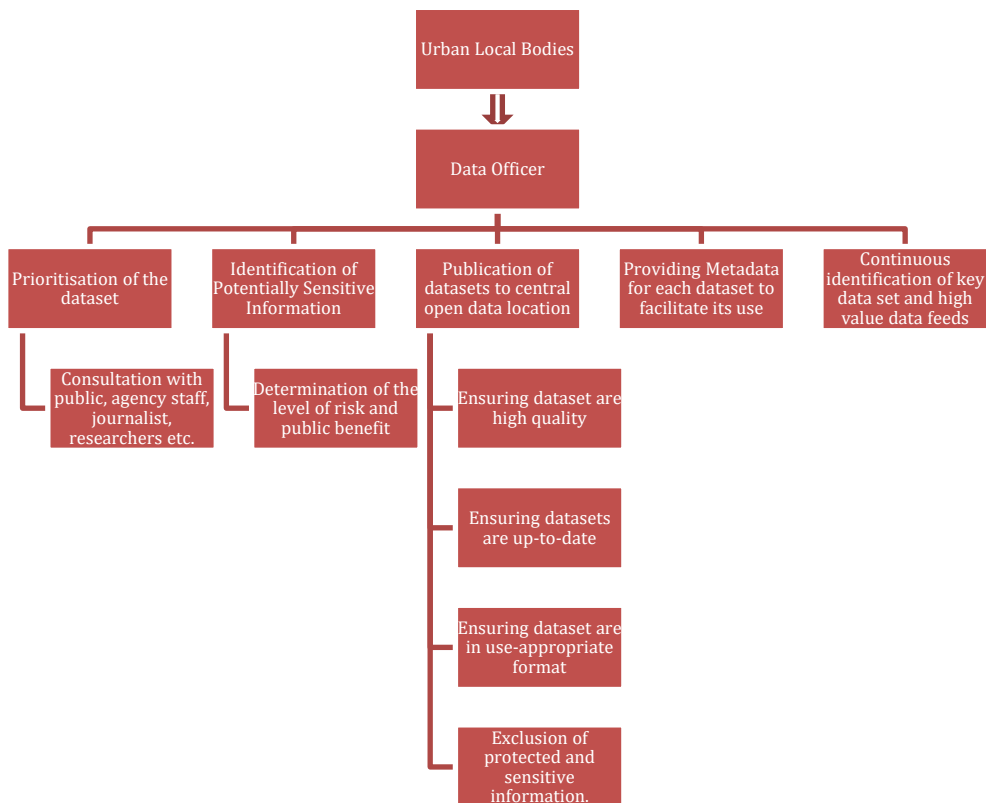 Urban Local Bodies
Data Officer
Prioritisation of the
dataset
Identification of
Potentially Sensitive
Information
Publication of
datasets to central
open data location
Providing Metadata
for each dataset to
facilitate its use
Continuous
identification of key
data set and high
value data feeds
Consultation with
public, agency staff,
journalist,
researchers etc.
Determination of the
level of risk and
public benefit
Ensuring dataset are
high quality
Ensuring datasets
are up-to-date
Ensuring dataset are
in use-appropriate
format
Exclusion of
protected and
sensitive
information.